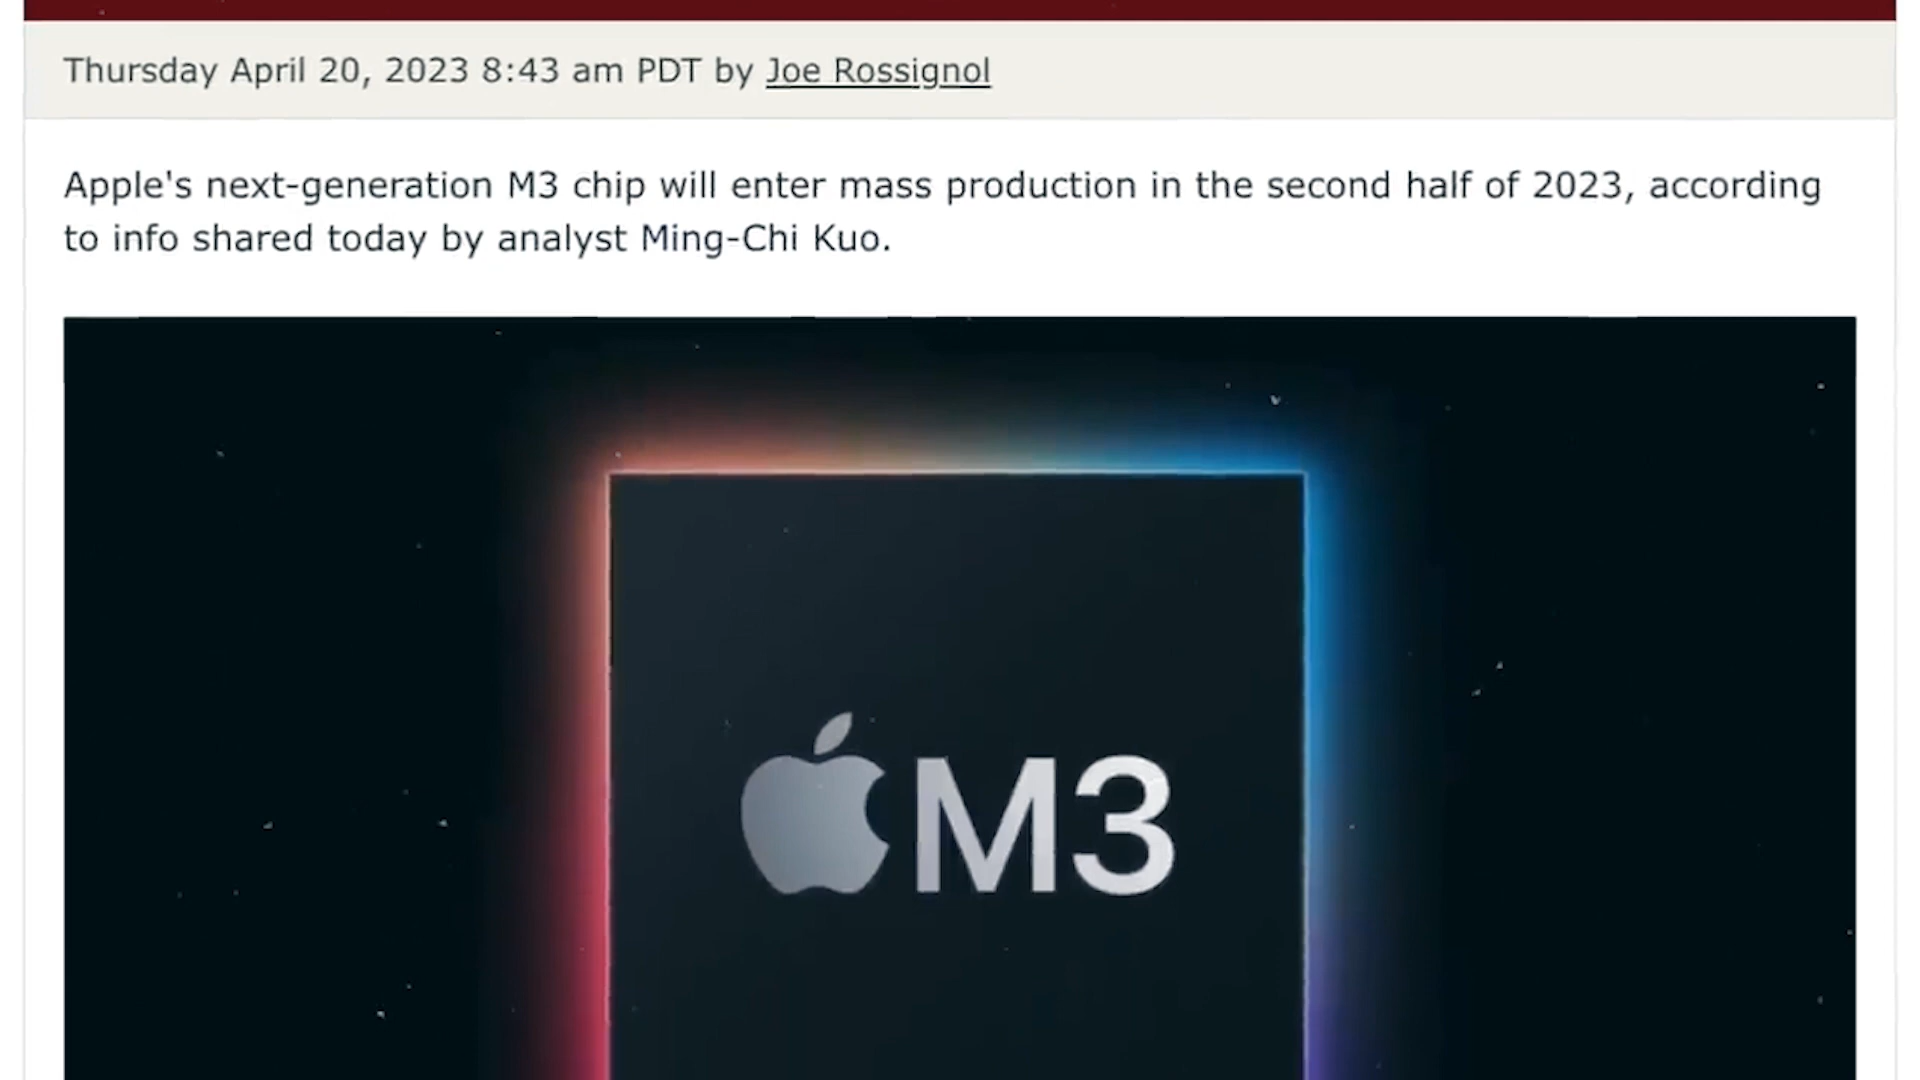 Thursday April 20, 2023 8:43 am PDT by Joe Rossignol
Apple's next-generation M3 chip will enter mass production in the second half of 2023, according
to info shared today by analyst Ming-Chi Kuo.
M3